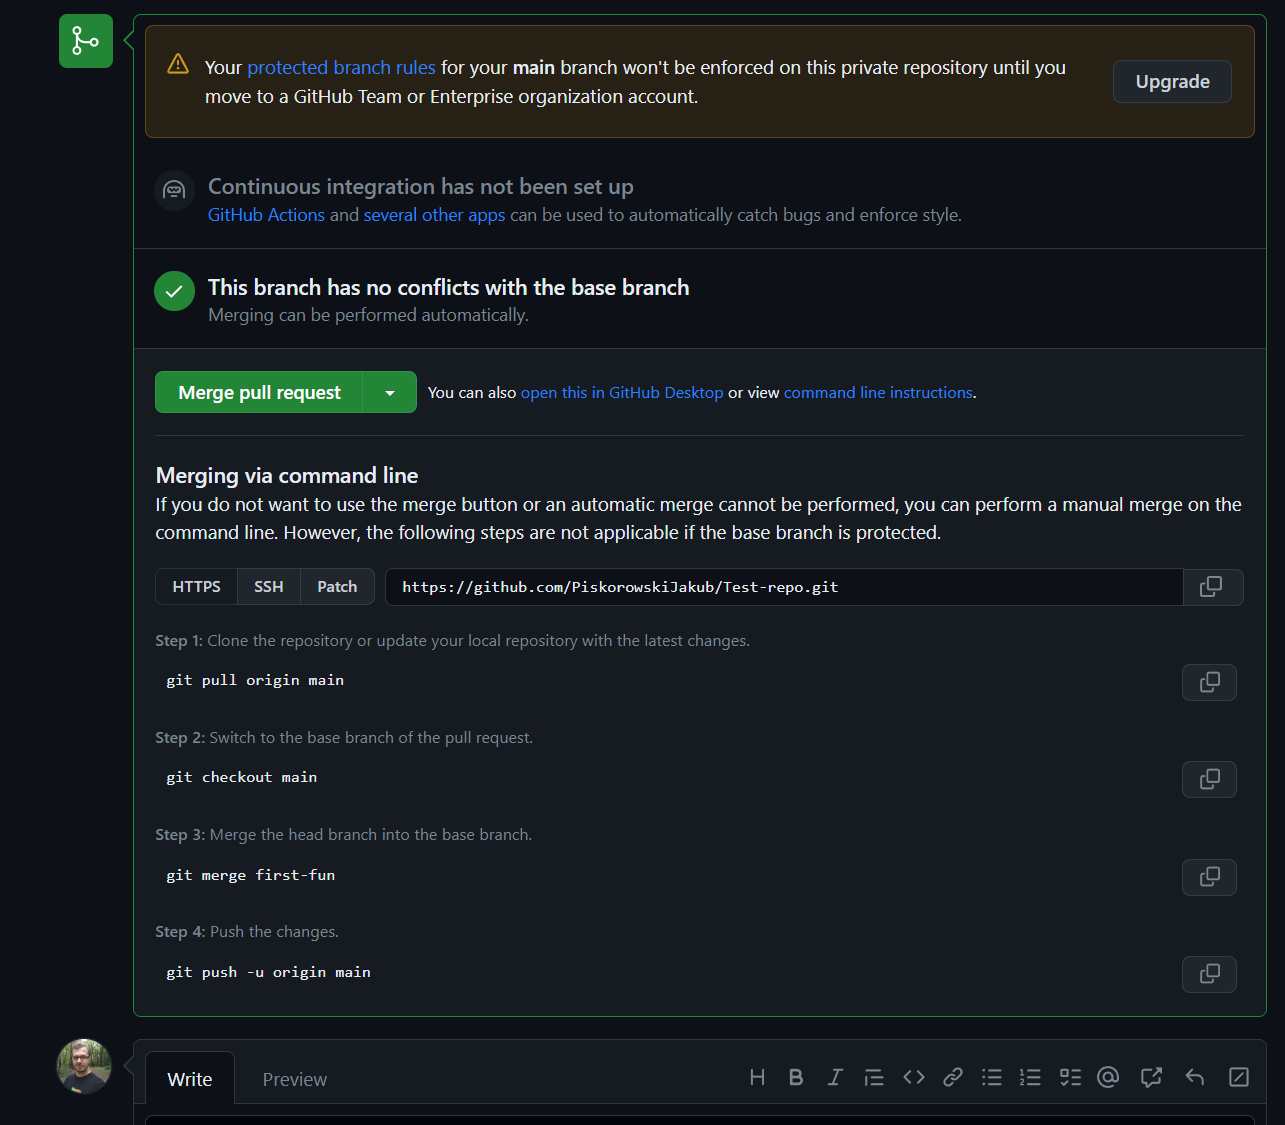 Your protected branch rules for your main branch won't be enforced on this private repository until you
move to a GitHub Team or Enterprise organization account.
Upgrade
Continuous integration has not been set up
GitHub Actions and several other apps can be used to automatically catch bugs and enforce style.
This branch has no conflicts with the base branch
Merging can be performed automatically.
Merge pull request
You can also open this in GitHub Desktop or view command line instructions.
Merging via command line
If you do not want to use the merge button or an automatic merge cannot be performed, you can perform a manual merge on the
command line. However, the following steps are not applicable if the base branch is protected.
HTTPS SSH Patch https://github.com/PiskorowskiJakub/Test-repo.git
Step 1: Clone the repository or update your local repository with the latest changes.
git pull origin main
Step 2: Switch to the base branch of the pull request.
git checkout main
Step 3: Merge the head branch into the base branch.
git merge first-fun
Step 4: Push the changes.
git push -u origin main
Write Preview